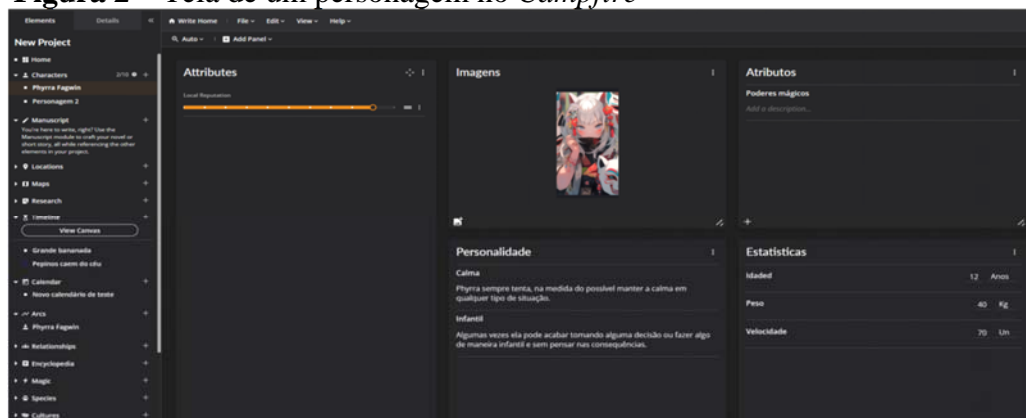 Figura 2 – Tela de um personagem no Campfire
Elements
Details
Write Home
File
Edit
View
Help
New Project
Auto
Add Panel
Home
Characters
2/10
Phyrra Fagwin
Personagem 2
Manuscript
You're here to write, right? Use the
Manuscript module to craft your novel or
short story, all while referencing the other
elements in your project.
Locations
Maps
Research
Timeline
View Canvas
Grande bananada
Pepinos caem do céu
Calendar
Novo calendário de teste
Arcs
Phyrra Fagwin
Relationships
Encyclopedia
Magic
Species
Cultures
Attributes
Local Reputation
Imagens
Personalidade
Calma
Phyrra sempre tenta, na medida do possível manter a calma em
qualquer tipo de situação.
Infantil
Algumas vezes ela pode acabar tomando alguma decisão ou fazer algo
de maneira infantil e sem pensar nas consequências.
Atributos
Poderes mágicos
Add a description...
Estatisticas
Idaded
12 Anos
Peso
40 Kg
Velocidade
70 Un